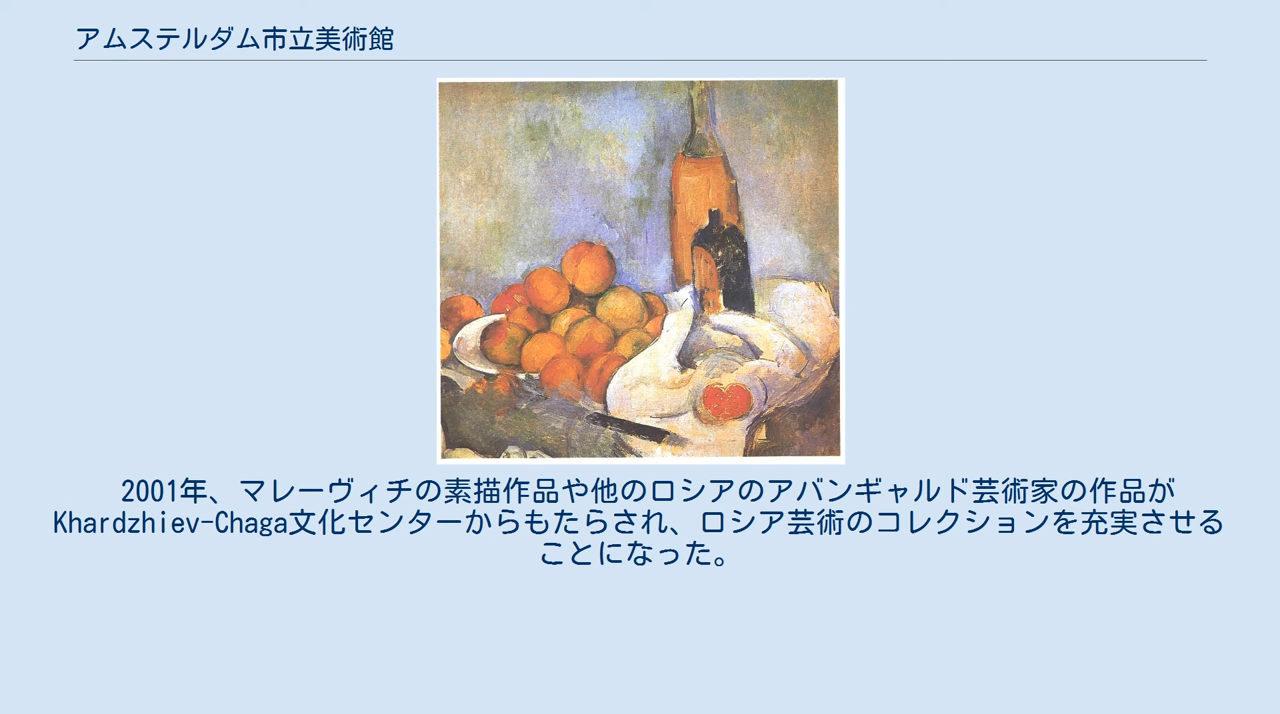 アムステルダム市立美術館
2001年、マレーヴィチの素描作品や他のロシアのアバンギャルド芸術家の作品が
Khardzhiev-Chaga文化センターからもたらされ、ロシア芸術のコレクションを充実させる
ことになった。